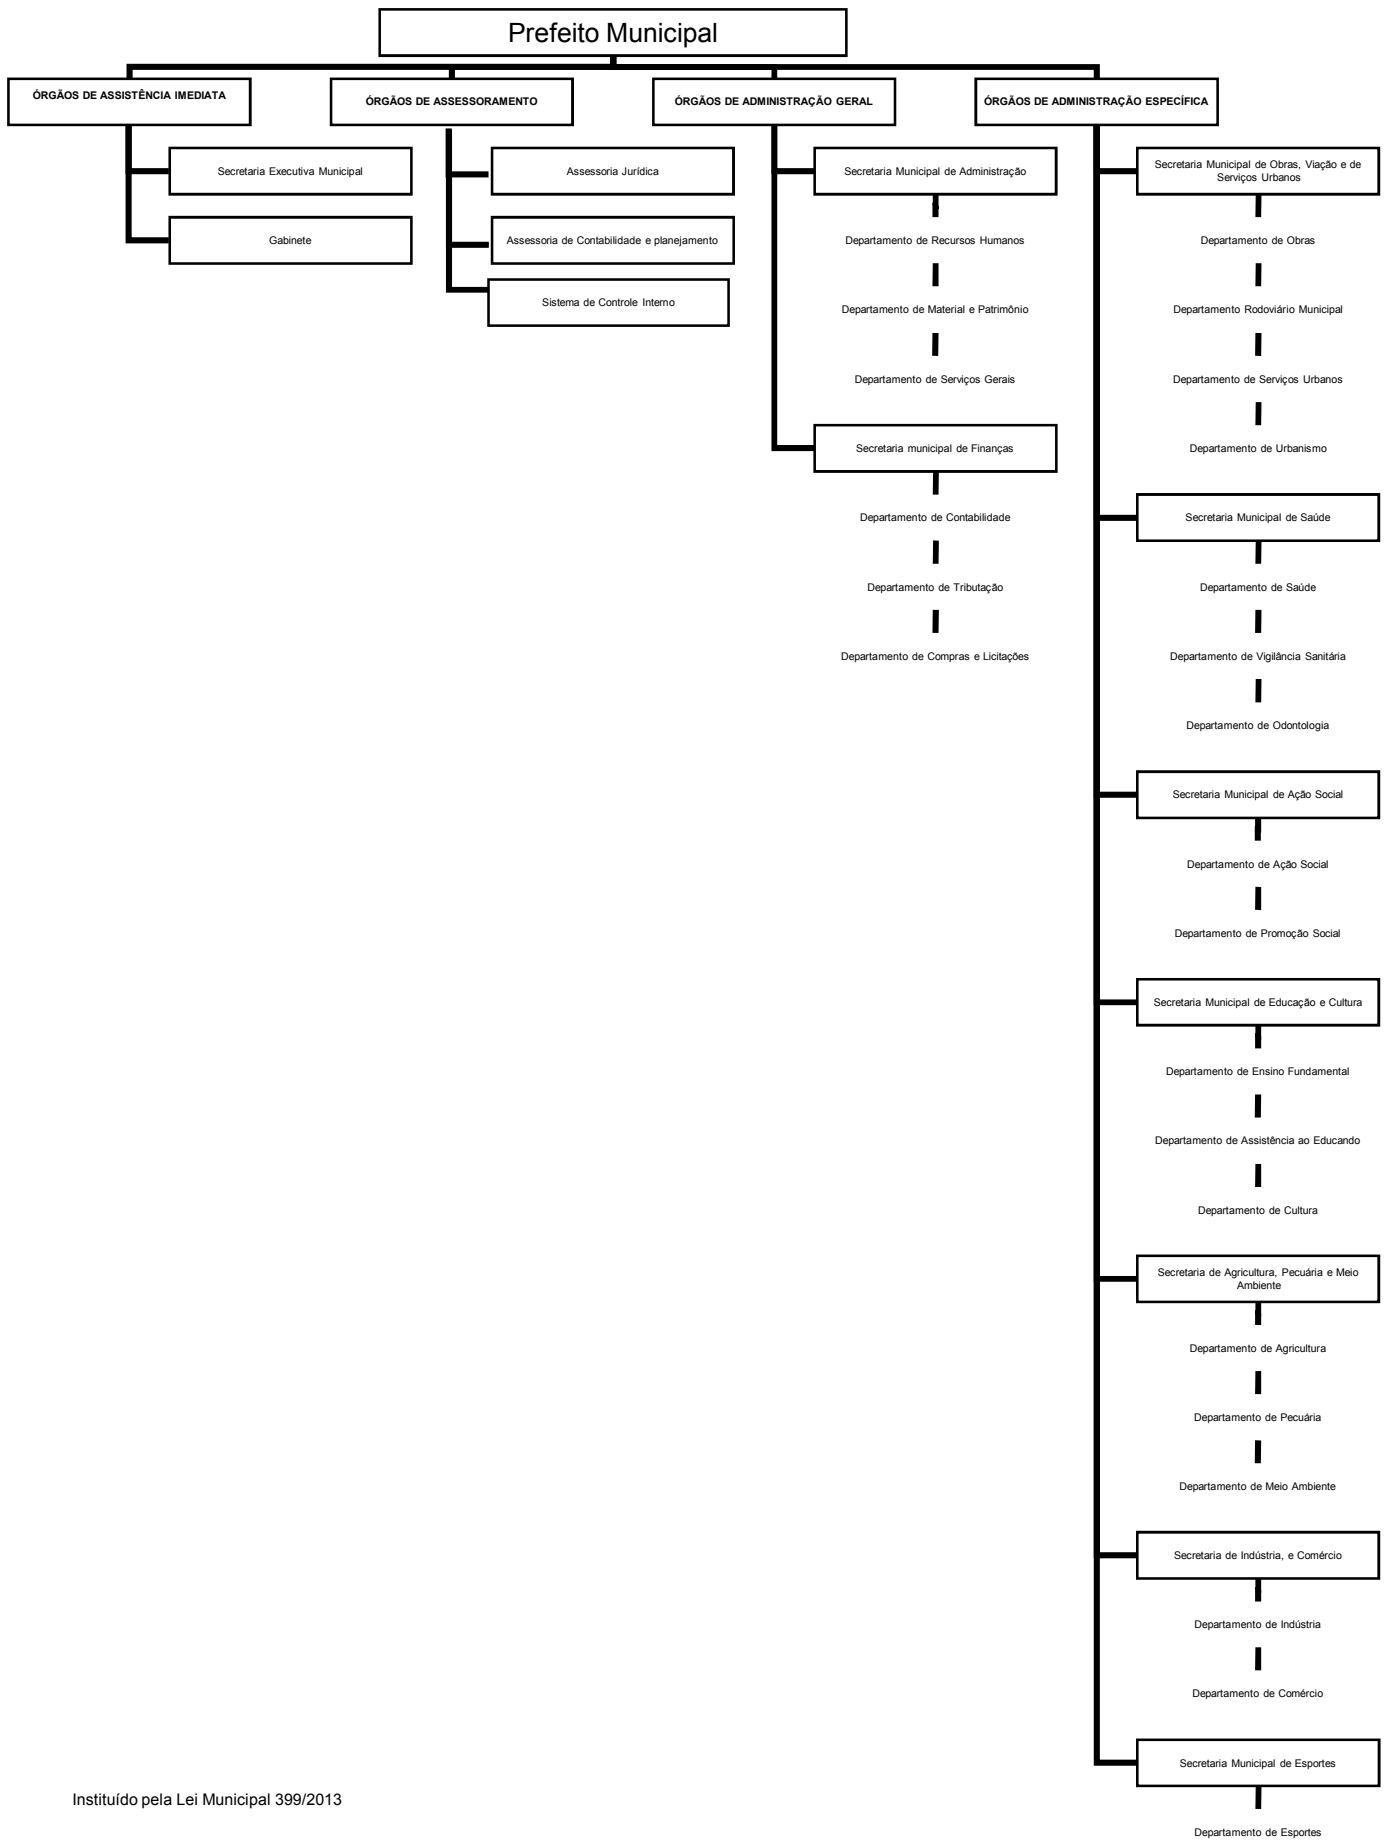 Prefeito Municipal
ÓRGÃOS DE ASSISTÊNCIA IMEDIATA
Secretaria Executiva Municipal
Gabinete
ÓRGÃOS DE ASSESSORAMENTO
Assessoria Jurídica
Assessoria de Contabilidade e planejamento
Sistema de Controle Interno
ÓRGÃOS DE ADMINISTRAÇÃO GERAL
Secretaria Municipal de Administração
Departamento de Recursos Humanos
Departamento de Material e Patrimônio
Departamento de Serviços Gerais
Secretaria municipal de Finanças
Departamento de Contabilidade
Departamento de Tributação
Departamento de Compras e Licitações
ÓRGÃOS DE ADMINISTRAÇÃO ESPECÍFICA
Secretaria Municipal de Obras, Viação e de
Serviços Urbanos
Departamento de Obras
Departamento Rodoviário Municipal
Departamento de Serviços Urbanos
Departamento de Urbanismo
Secretaria Municipal de Saúde
Departamento de Saúde
Departamento de Vigilância Sanitária
Departamento de Odontologia
Secretaria Municipal de Ação Social
Departamento de Ação Social
Departamento de Promoção Social
Secretaria Municipal de Educação e Cultura
Departamento de Ensino Fundamental
Departamento de Assistência ao Educando
Departamento de Cultura
Secretaria de Agricultura, Pecuária e Meio
Ambiente
Departamento de Agricultura
Departamento de Pecuária
Departamento de Meio Ambiente
Secretaria de Indústria, e Comércio
Departamento de Indústria
Departamento de Comércio
Secretaria Municipal de Esportes
Departamento de Esportes
Instituído pela Lei Municipal 399/2013